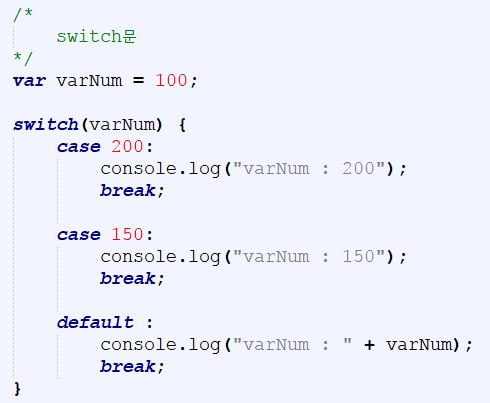 /*
    switch문
*/
var varNum = 100;

switch(varNum) {
    case 200:
        console.log("varNum : 200");
        break;

    case 150:
        console.log("varNum : 150");
        break;

    default :
        console.log("varNum : " + varNum);
        break;
}